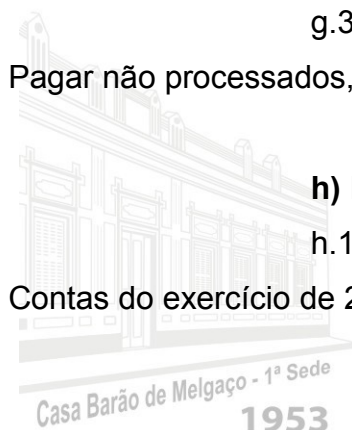 g.3
Pagar não processados,
h)
h.1
Contas do exercício de 2
Casa Barão de Melgaço - 1ª Sede
1953